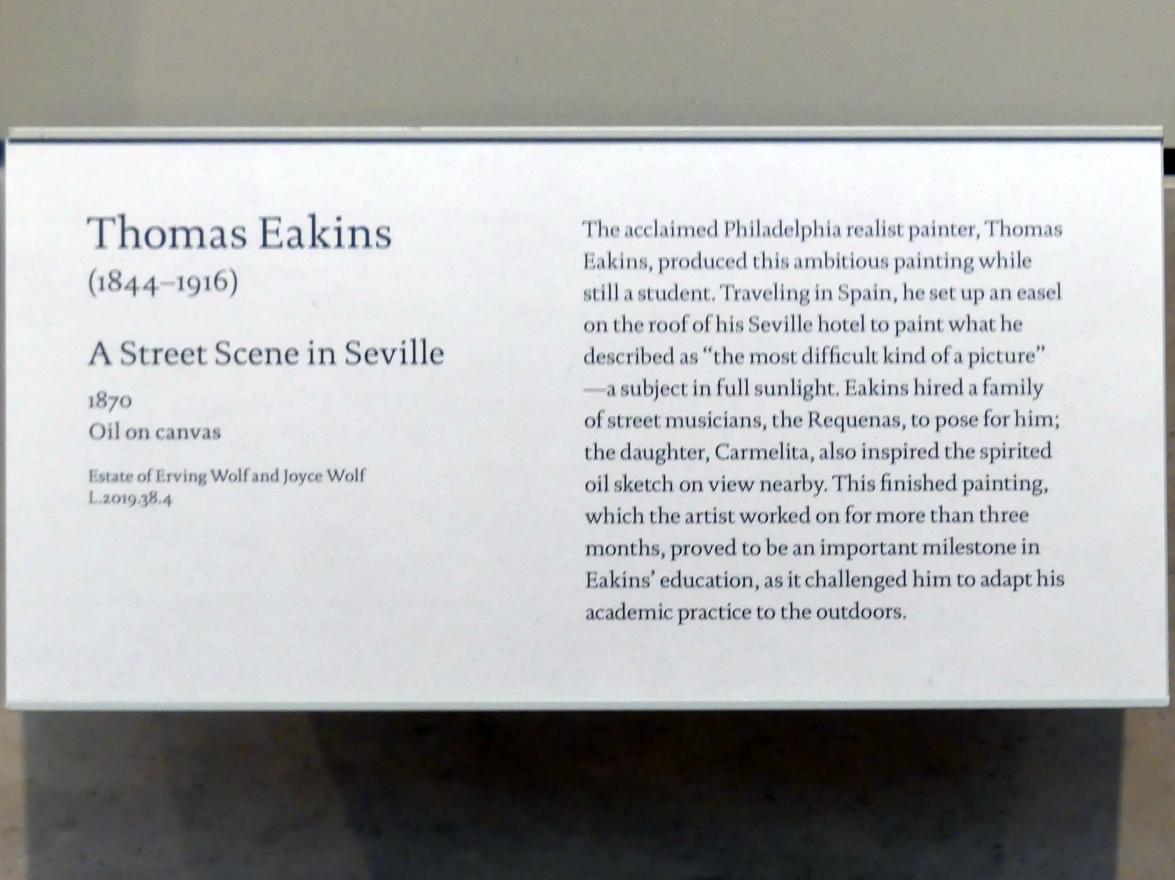 Thomas Eakins
(1844–1916)
A Street Scene in Seville
1870
Oil on canvas
Estate of Erving Wolf and Joyce Wolf
L.2019.38.4
The acclaimed Philadelphia realist painter, Thomas
Eakins, produced this ambitious painting while
still a student. Traveling in Spain, he set up an easel
on the roof of his Seville hotel to paint what he
described as “the most difficult kind of a picture”
—a subject in full sunlight. Eakins hired a family
of street musicians, the Requenas, to pose for him;
the daughter, Carmelita, also inspired the spirited
oil sketch on view nearby. This finished painting,
which the artist worked on for more than three
months, proved to be an important milestone in
Eakins’ education, as it challenged him to adapt his
academic practice to the outdoors.